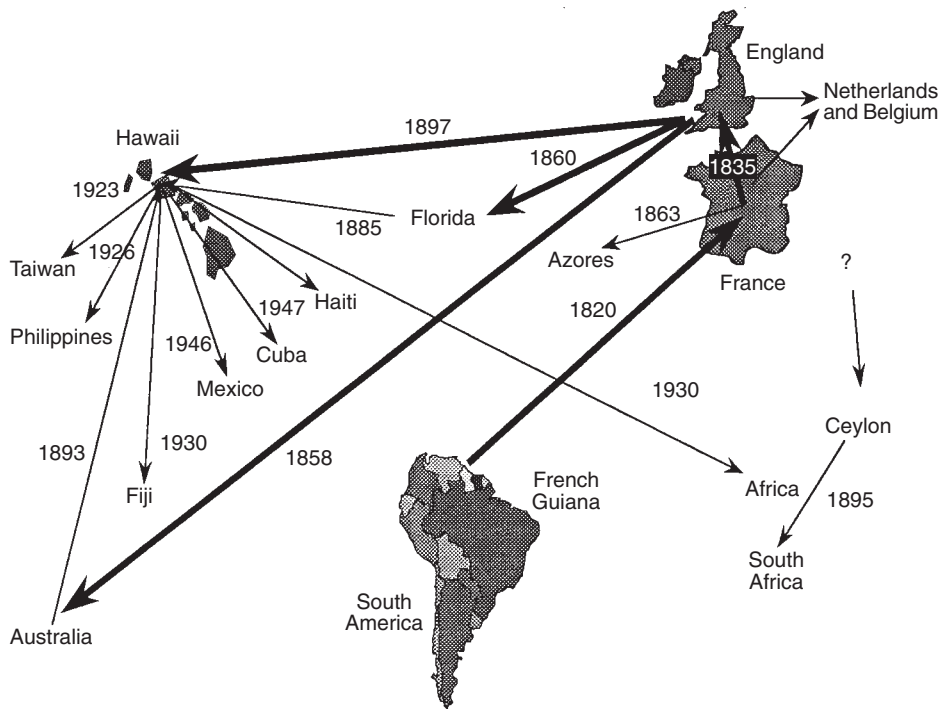 England
Netherlands
and Belgium
1897
Hawaii
1860
1835
1923
1863
Florida
1885
Azores
?
1926
Taiwan
France
Haiti
1947
1820
Philippines
1946
Cuba
Mexico
1930
Ceylon
1893
1930
1858
French
Guiana
Africa
Fiji
1895
South
Africa
South
America
Australia